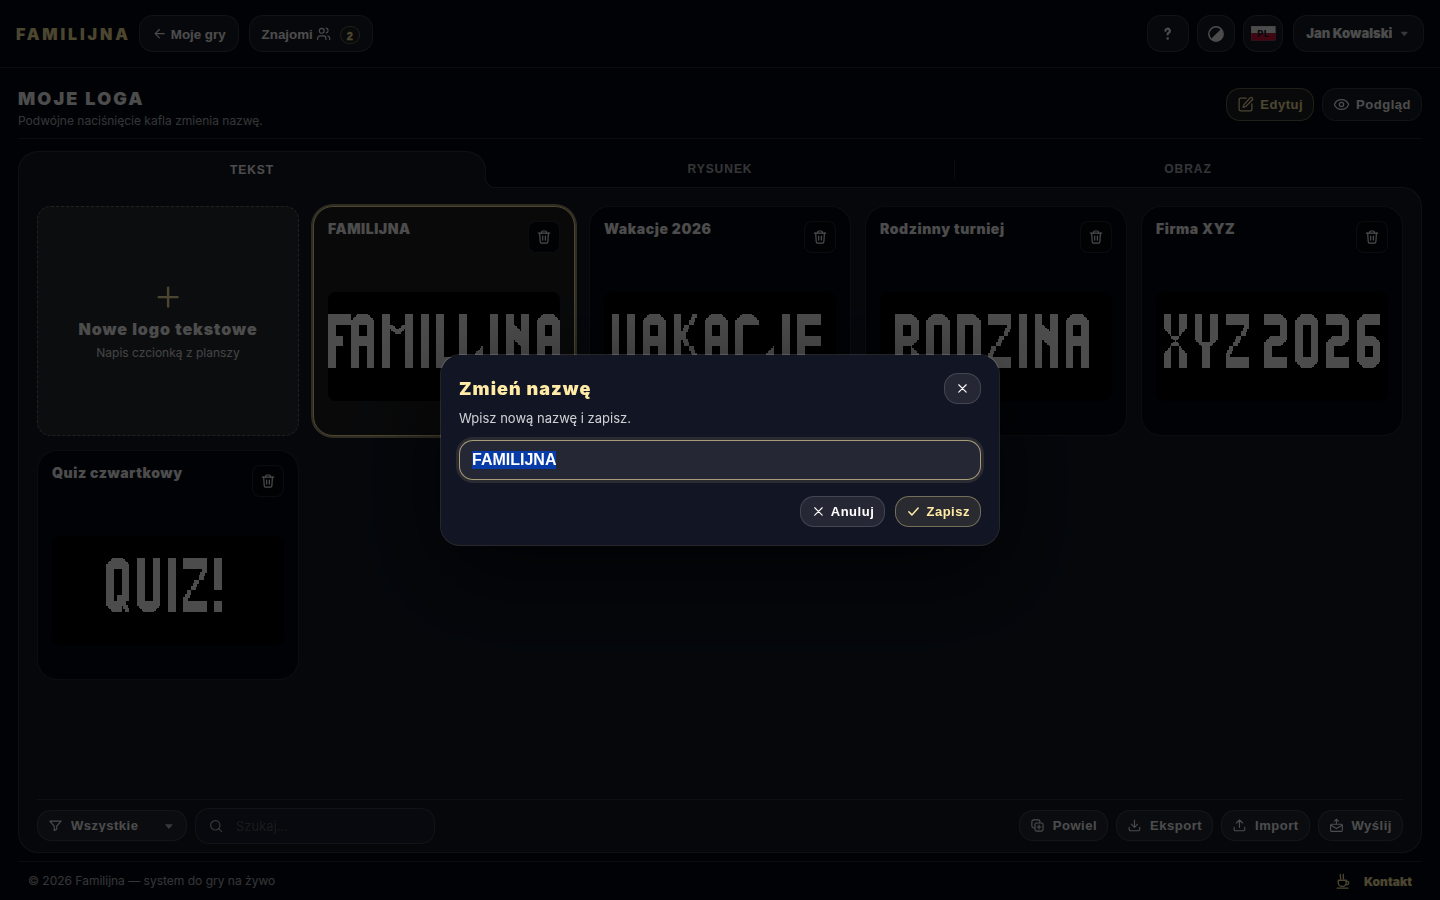 FAMILIJNA
Moje gry
Znajomi 2
?
PL
Jan Kowalski
MOJE LOGA
Podwójne naciśnięcie kafla zmienia nazwę.
Edytuj
Podgląd
TEKST
RYSUNEK
OBRAZ
Nowe logo tekstowe
Napis czcionką z planszy
FAMILIJNA
FAMILIJNA
Wakacje 2026
WAKACJE
Rodzinny turniej
RODZINA
Firma XYZ
XYZ 2026
Zmień nazwę
Wpisz nową nazwę i zapisz.
FAMILIJNA
Anuluj
Zapisz
Quiz czwartkowy
QUIZ!
Wszystkie
Szukaj...
Powiel
Eksport
Import
Wyślij
© 2026 Familijna — system do gry na żywo
Kontakt